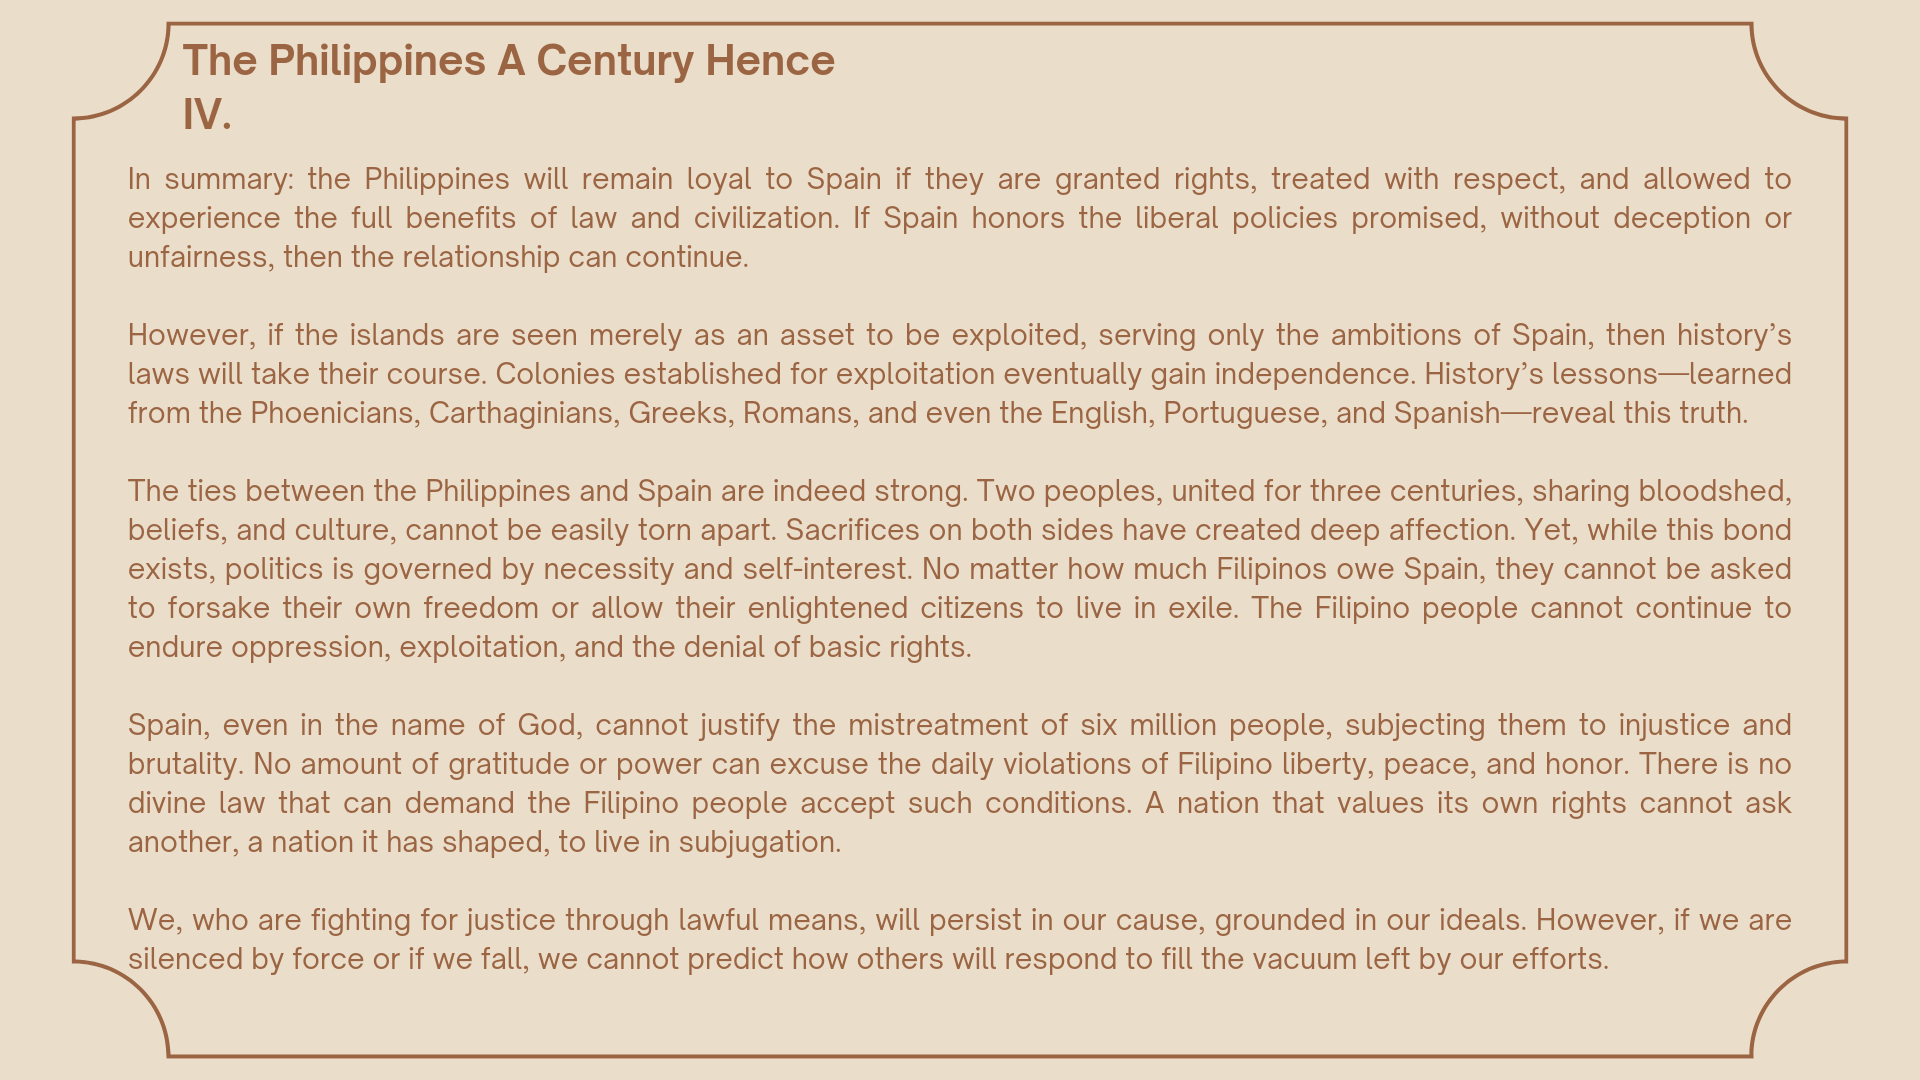 The Philippines A Century Hence
IV.
In summary: the Philippines will remain loyal to Spain if they are granted rights, treated with respect, and allowed to
experience the full benefits of law and civilization. If Spain honors the liberal policies promised, without deception or
unfairness, then the relationship can continue.
However, if the islands are seen merely as an asset to be exploited, serving only the ambitions of Spain, then history’s
laws will take their course. Colonies established for exploitation eventually gain independence. History’s lessons—learned
from the Phoenicians, Carthaginians, Greeks, Romans, and even the English, Portuguese, and Spanish—reveal this truth.
The ties between the Philippines and Spain are indeed strong. Two peoples, united for three centuries, sharing bloodshed,
beliefs, and culture, cannot be easily torn apart. Sacrifices on both sides have created deep affection. Yet, while this bond
exists, politics is governed by necessity and self-interest. No matter how much Filipinos owe Spain, they cannot be asked
to forsake their own freedom or allow their enlightened citizens to live in exile. The Filipino people cannot continue to
endure oppression, exploitation, and the denial of basic rights.
Spain, even in the name of God, cannot justify the mistreatment of six million people, subjecting them to injustice and
brutality. No amount of gratitude or power can excuse the daily violations of Filipino liberty, peace, and honor. There is no
divine law that can demand the Filipino people accept such conditions. A nation that values its own rights cannot ask
another, a nation it has shaped, to live in subjugation.
We, who are fighting for justice through lawful means, will persist in our cause, grounded in our ideals. However, if we are
silenced by force or if we fall, we cannot predict how others will respond to fill the vacuum left by our efforts.